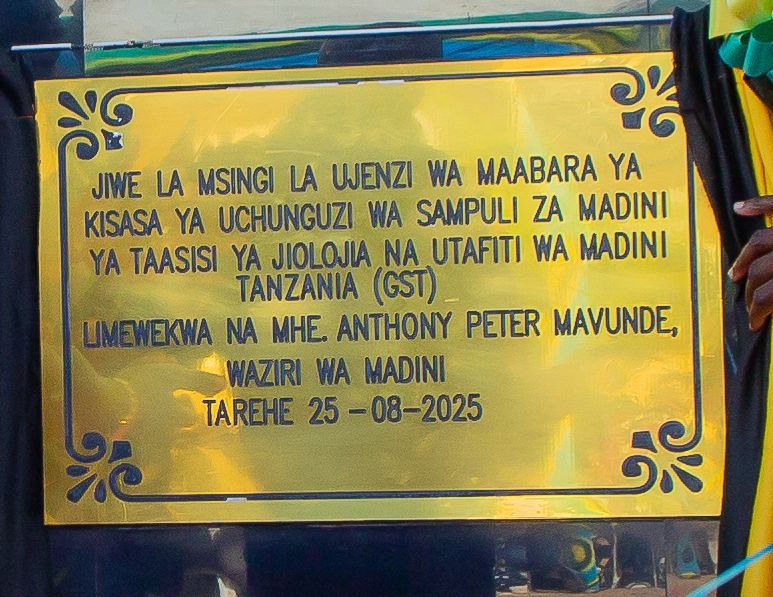 JIWE LA MSINGI LA UJENZI WA MAABARA YA
KISASA YA UCHUNGUZI WA SAMPULI ZA MADINI
YA TAASISI YA JIOLOJIA NA UTAFITI WA MADINI
TANZANIA (GST)
LIMEWEKWA NA MHE. ANTHONY PETER MAVUNDE,
WAZIRI WA MADINI
TAREHE 25-08-2025